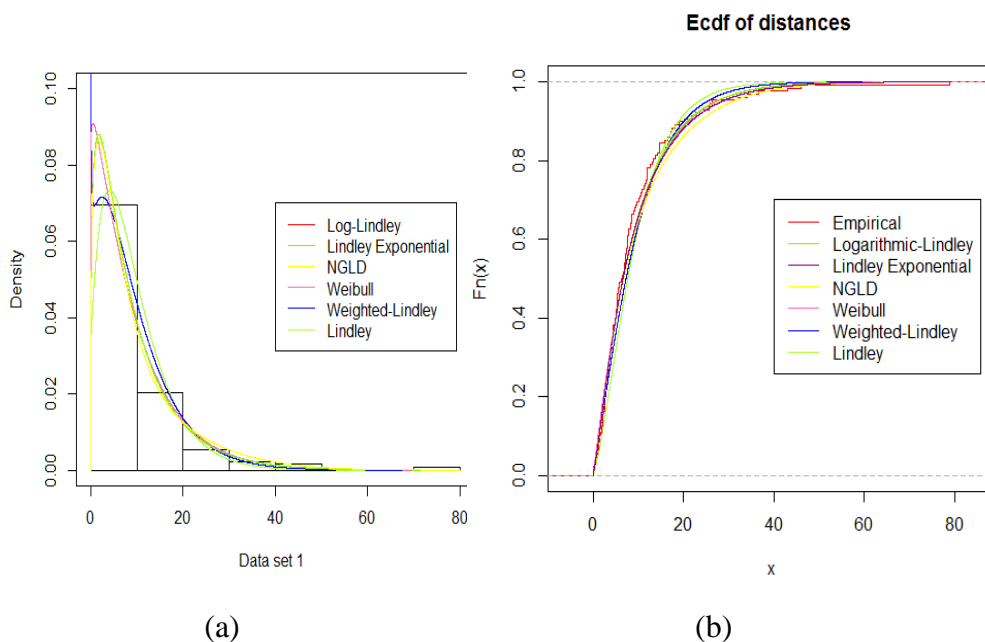 Ecdf of distances
0.10
0.08
0.06
0.04
0.02
0.00
Density
Log-Lindley
Lindley Exponential
NGLD
Weibull
Weighted-Lindley
Lindley
0
20
40
60
80
Data set 1
(a)
1.0
0.8
0.6
0.4
0.2
0.0
Fn(x)
Empirical
Logarithmic-Lindley
Lindley Exponential
NGLD
Weibull
Weighted-Lindley
Lindley
0
20
40
60
80
x
(b)